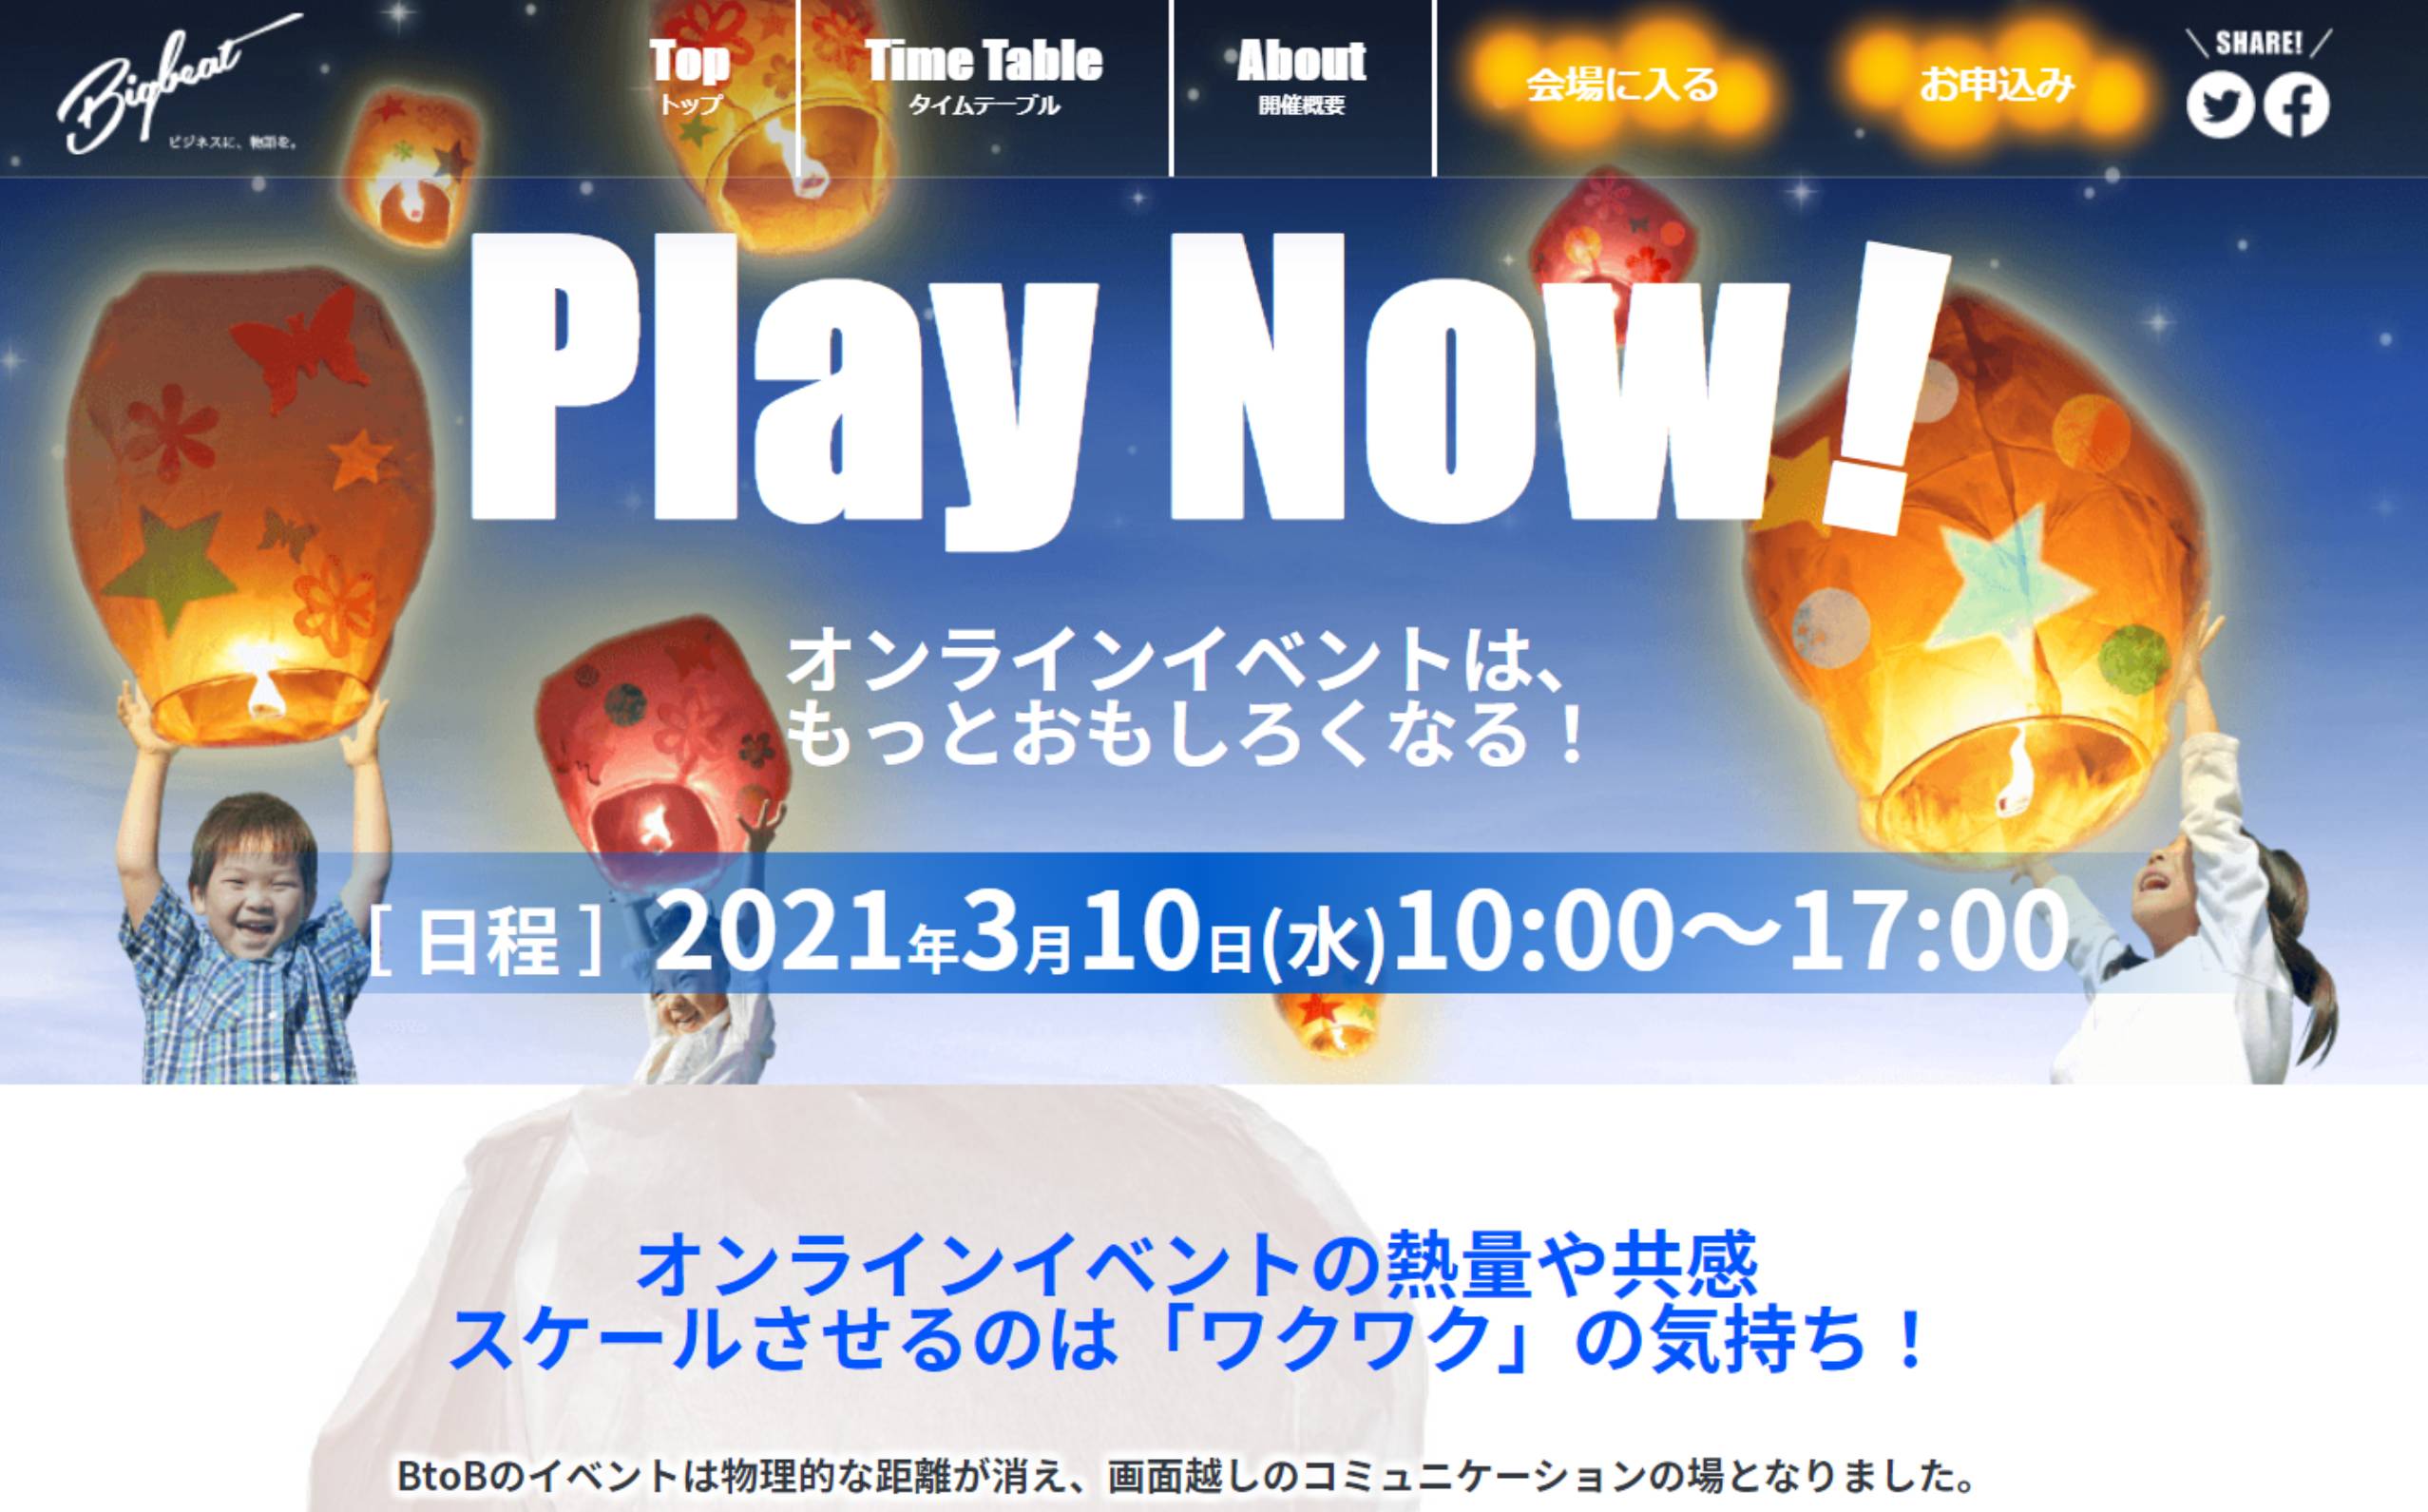 Bigbeat
ビジネスに、物語を。
Top
トップ
Time Table
タイムテーブル
About
開催概要
会場に入る
お申込み
\ SHARE! /
Play Now!
オンラインイベントは、
もっとおもしろくなる！
［日程］2021年3月10日(水)10:00～17:00
オンラインイベントの熱量や共感
スケールさせるのは「ワクワク」の気持ち！
BtoBのイベントは物理的な距離が消え、画面越しのコミュニケーションの場となりました。